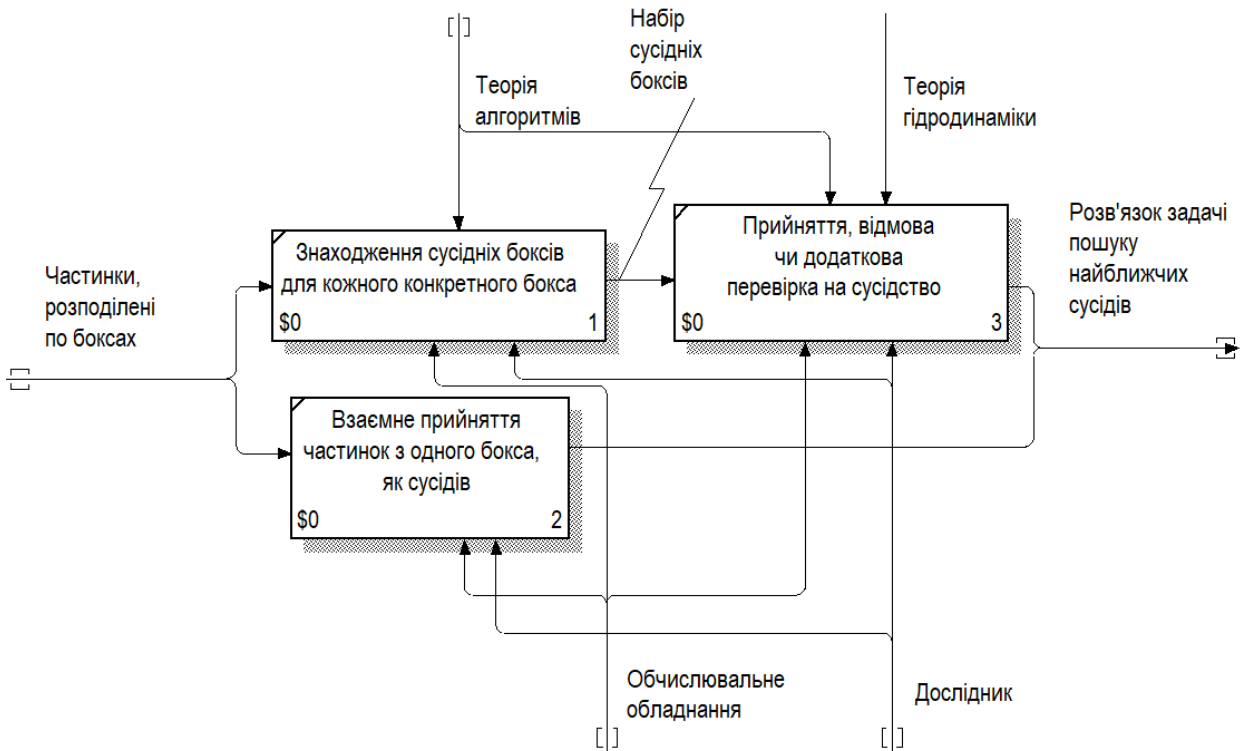 Набір
сусідніх
боксів
Теорія
алгоритмів
Теорія
гідродинаміки
Частинки,
розподілені
по боксах
Знаходження сусідніх боксів
для кожного конкретного бокса
$0 1
Прийняття, відмова
чи додаткова
перевірка на сусідство
$0 3
Розв'язок задачі
пошуку
найближчих
сусідів
Взаємне прийняття
частинок з одного бокса,
як сусідів
$0 2
Обчислювальне
обладнання
Дослідник